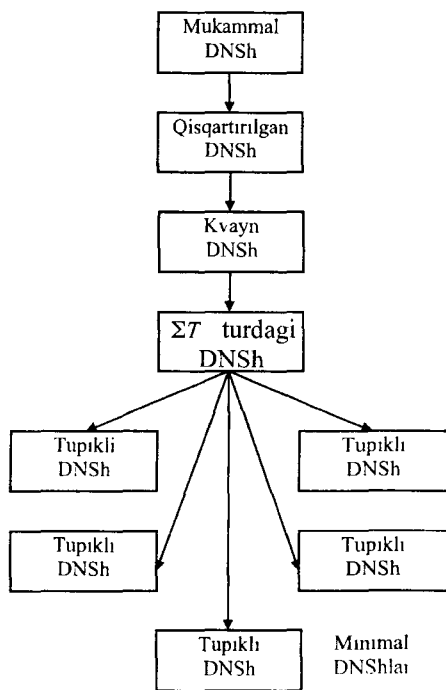 Mukammal
DNSh
Qisqartirilgan
DNSh
Kvayn
DNSh
ΣT turdagi
DNSh
Tupikli
DNSh
Tupikli
DNSh
Tupikli
DNSh
Tupikli
DNSh
Tupikli
DNSh
Minimal
DNShlar